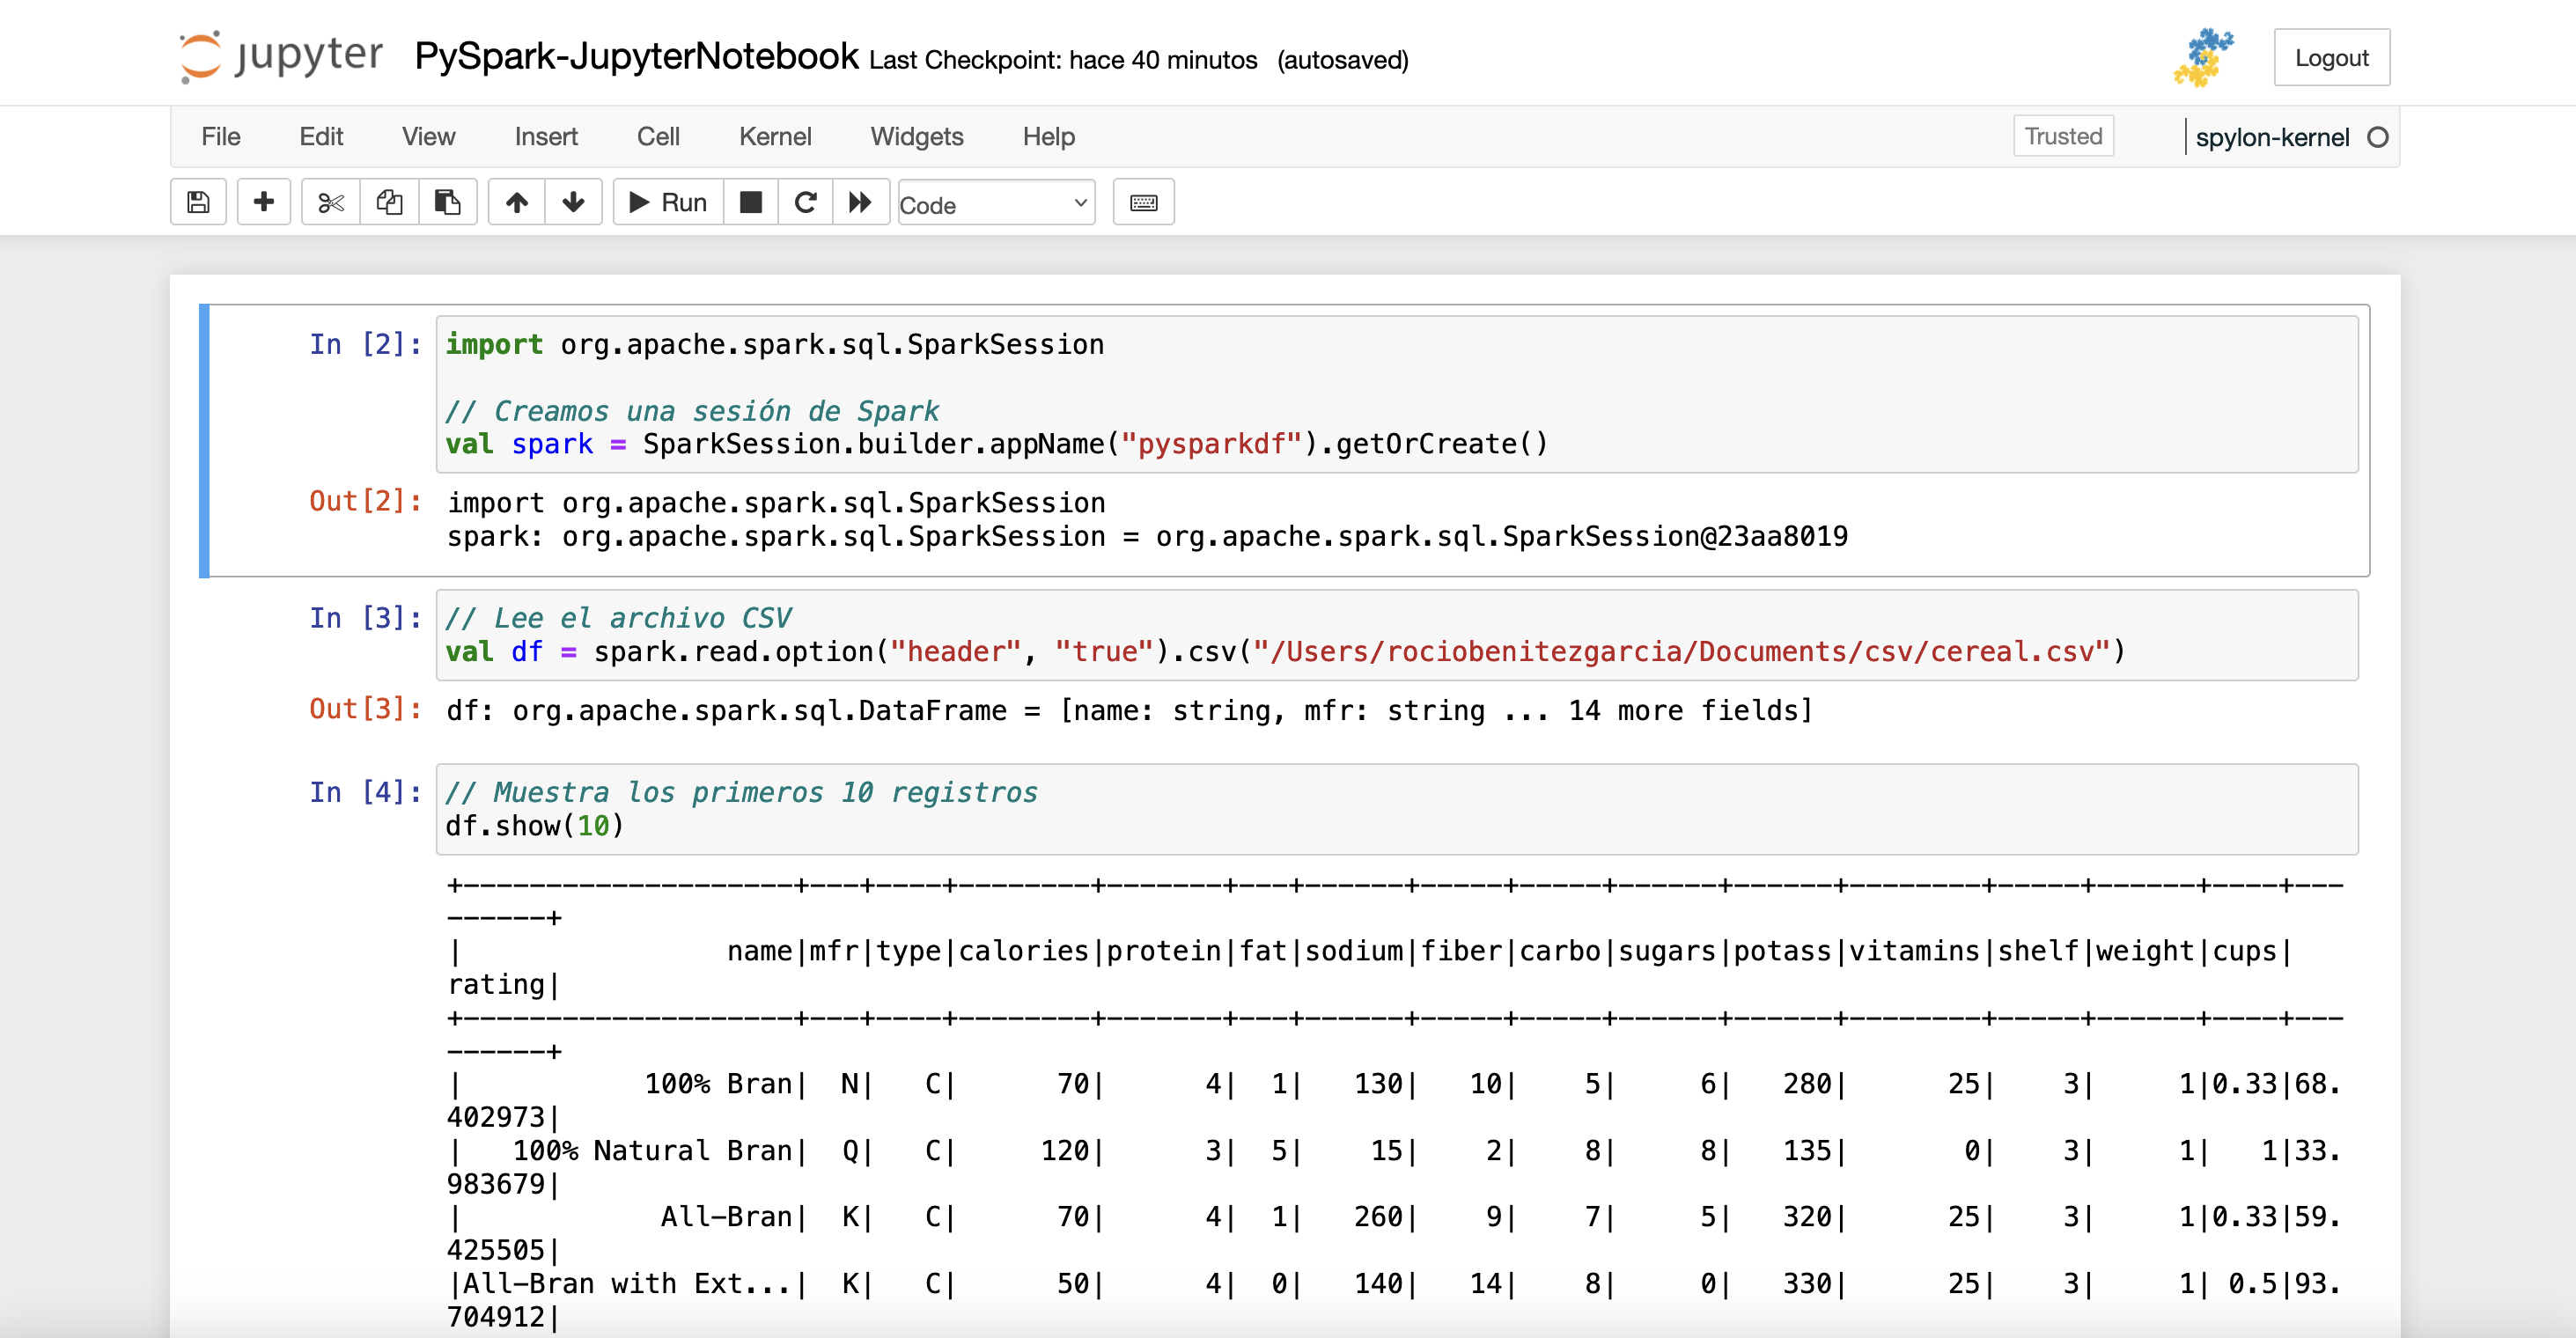 jupyter PySpark-JupyterNotebook Last Checkpoint: hace 40 minutos (autosaved) Logout
File Edit View Insert Cell Kernel Widgets Help Trusted spylon-kernel
Run Code
In [2]: import org.apache.spark.sql.SparkSession
// Creamos una sesión de Spark
val spark = SparkSession.builder.appName("pysparkdf").getOrCreate()
Out[2]: import org.apache.spark.sql.SparkSession
spark: org.apache.spark.sql.SparkSession = org.apache.spark.sql.SparkSession@23aa8019
In [3]: // Lee el archivo CSV
val df = spark.read.option("header", "true").csv("/Users/rociobenitezgarcia/Documents/csv/cereal.csv")
Out[3]: df: org.apache.spark.sql.DataFrame = [name: string, mfr: string ... 14 more fields]
In [4]: // Muestra los primeros 10 registros
df.show(10)
+--------------------+---+----+--------+-------+---+------+-----+-----+------+------+--------+-----+------+----+---
------+
|                name|mfr|type|calories|protein|fat|sodium|fiber|carbo|sugars|potass|vitamins|shelf|weight|cups|
rating|
+--------------------+---+----+--------+-------+---+------+-----+-----+------+------+--------+-----+------+----+---
------+
|           100% Bran|  N|   C|      70|      4|  1|   130|   10|    5|     6|   280|      25|    3|     1|0.33|68.
402973|
|   100% Natural Bran|  Q|   C|     120|      3|  5|    15|    2|    8|     8|   135|       0|    3|     1|   1|33.
983679|
|            All-Bran|  K|   C|      70|      4|  1|   260|    9|    7|     5|   320|      25|    3|     1|0.33|59.
425505|
|All-Bran with Ext...|  K|   C|      50|      4|  0|   140|   14|    8|     0|   330|      25|    3|     1| 0.5|93.
704912|